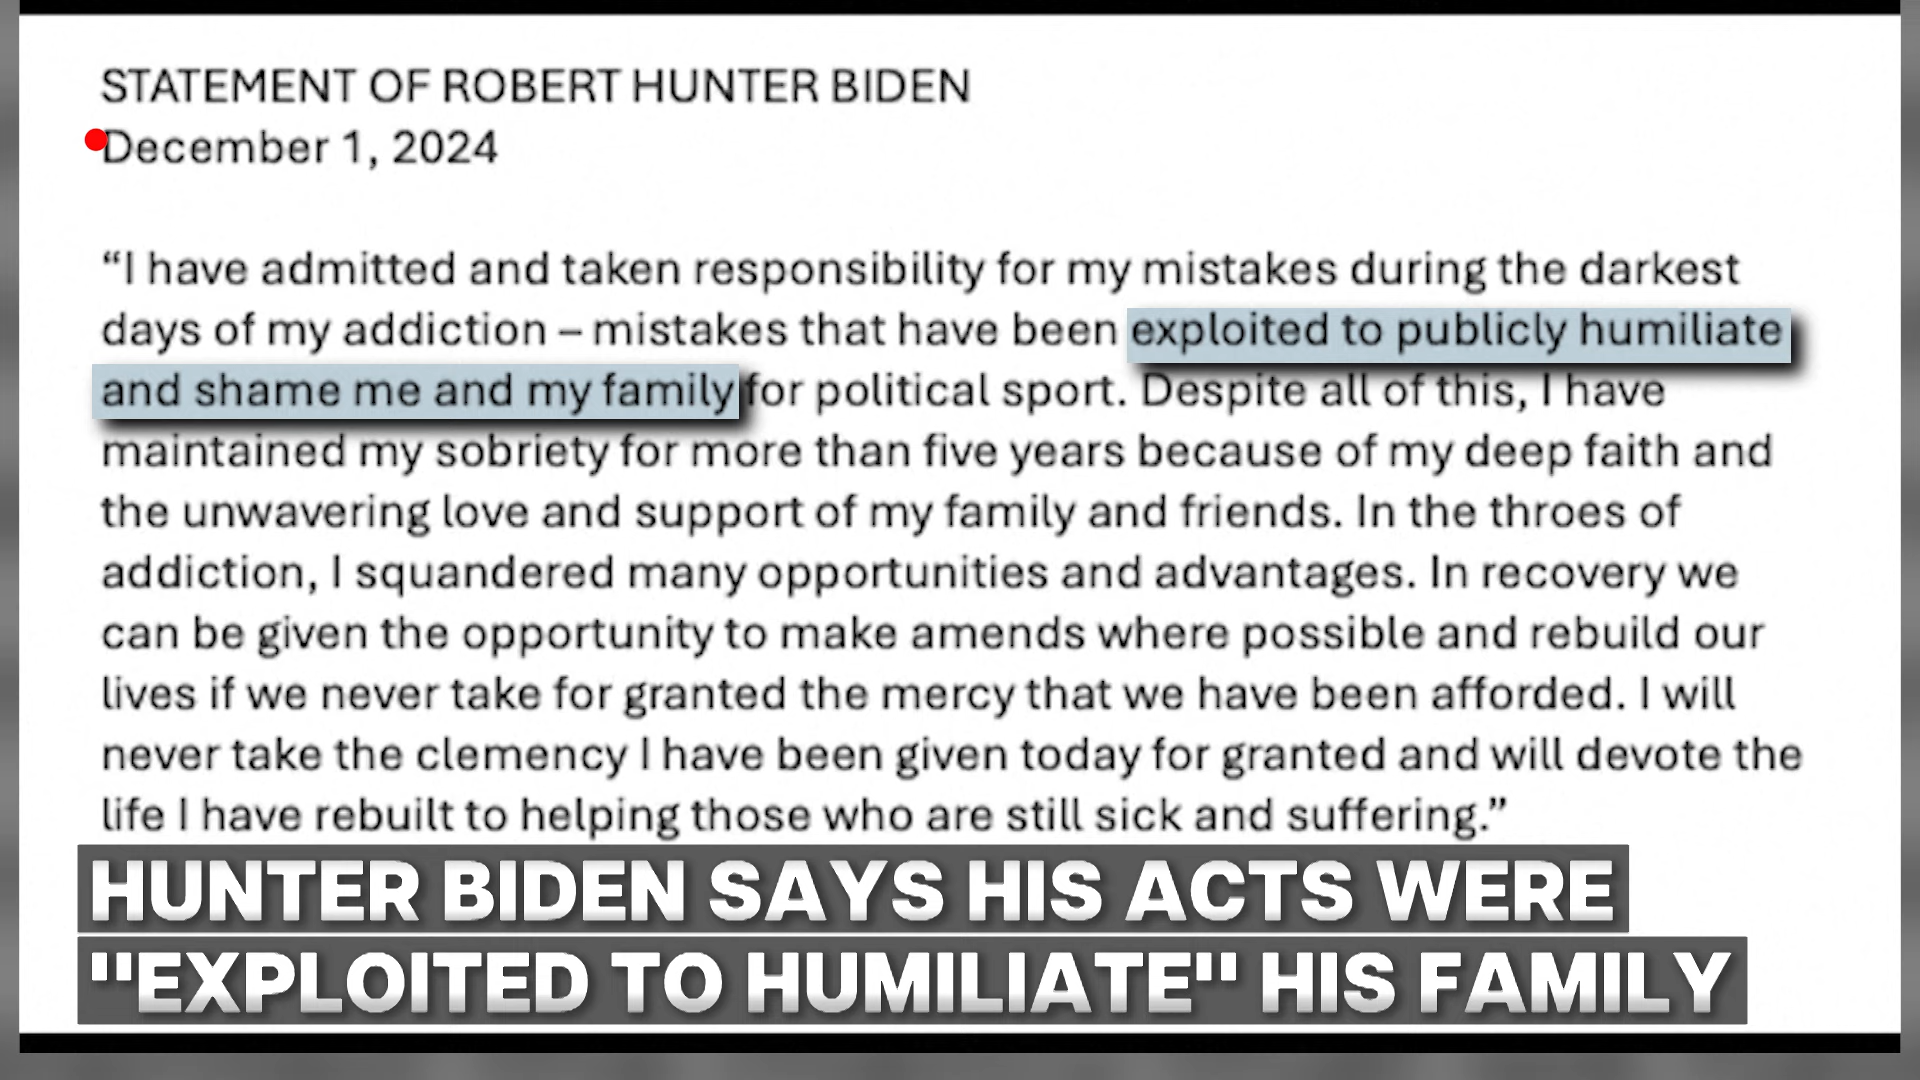 STATEMENT OF ROBERT HUNTER BIDEN
December 1, 2024
“I have admitted and taken responsibility for my mistakes during the darkest
days of my addiction – mistakes that have been exploited to publicly humiliate
and shame me and my family for political sport. Despite all of this, I have
maintained my sobriety for more than five years because of my deep faith and
the unwavering love and support of my family and friends. In the throes of
addiction, I squandered many opportunities and advantages. In recovery we
can be given the opportunity to make amends where possible and rebuild our
lives if we never take for granted the mercy that we have been afforded. I will
never take the clemency I have been given today for granted and will devote the
life I have rebuilt to helping those who are still sick and suffering.”
HUNTER BIDEN SAYS HIS ACTS WERE
"EXPLOITED TO HUMILIATE" HIS FAMILY